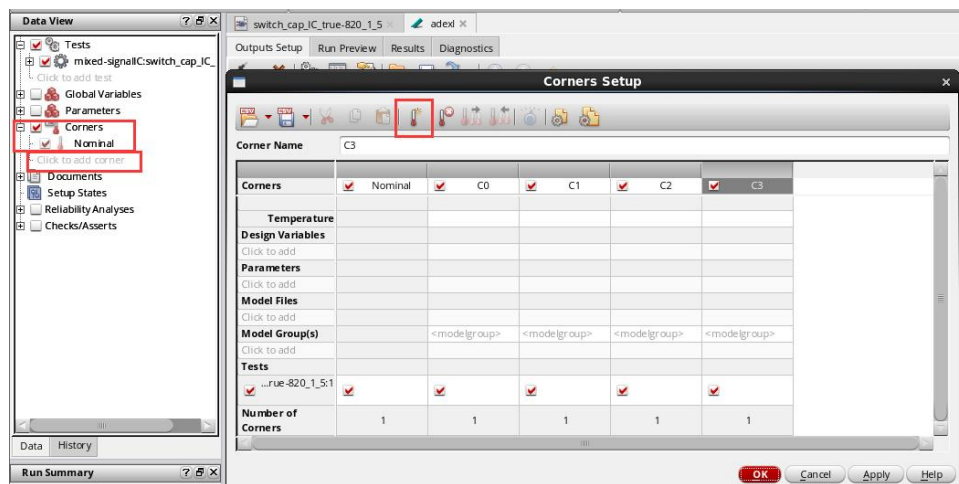 Data View
Tests
mixed-signalIC:switch_cap_IC_
Click to add test
Global Variables
Parameters
Corners
Nominal
Click to add corner
Documents
Setup States
Reliability Analyses
Checks/Asserts
Data History
Run Summary
switch_cap_IC_true-820_1_5 adexl
Outputs Setup Run Preview Results Diagnostics
Corners Setup
Corner Name C3
Corners Nominal C0 C1 C2 C3
Temperature
Design Variables
Click to add
Parameters
Click to add
Model Files
Click to add
Model Group(s) <modelgroup> <modelgroup> <modelgroup> <modelgroup>
Click to add
Tests
...rue-820_1_5:1
Number of
Corners 1 1 1 1 1
OK Cancel Apply Help